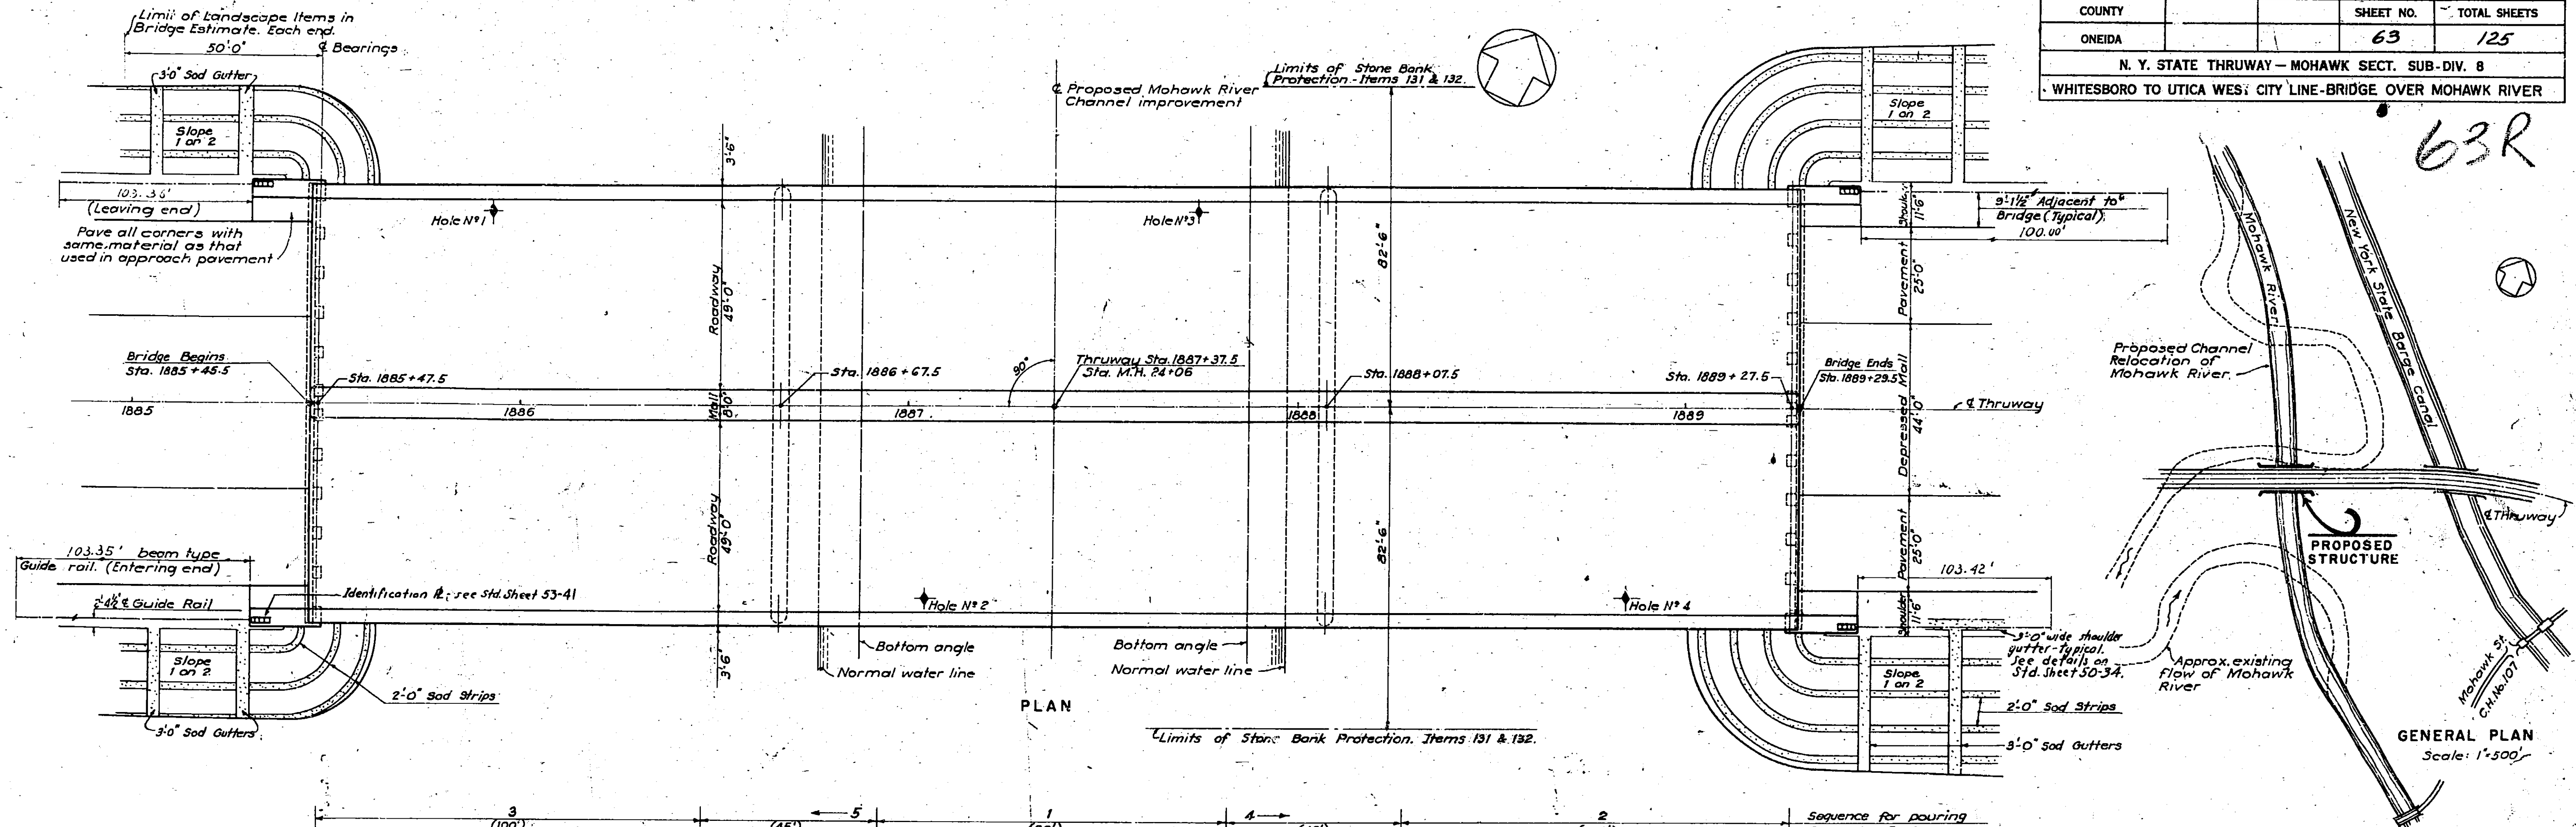 COUNTY
SHEET NO.
TOTAL SHEETS
ONEIDA
63
125
N. Y. STATE THRUWAY — MOHAWK SECT. SUB-DIV. 8
WHITESBORO TO UTICA WEST CITY LINE-BRIDGE OVER MOHAWK RIVER
63R
Limit of Landscape Items in
Bridge Estimate. Each end.
50'-0"
℄ Bearings
3'-0" Sod Gutter
Slope
1 on 2
103.36'
(Leaving end)
Pave all corners with
same material as that
used in approach pavement
Hole Nº 1
3'-6"
Roadway
49'-0"
℄ Proposed Mohawk River
Channel improvement
Limits of Stone Bank
Protection - Items 131 & 132.
Hole Nº 3
82'-6"
Slope
1 on 2
Shoul.
11'-6"
9'-1½" Adjacent to
Bridge (Typical)
100.00'
Pavement
25'-0"
Bridge Begins
Sta. 1885+45.5
Sta. 1885+47.5
Sta. 1886+67.5
90°
Thruway Sta. 1887+37.5
Sta. M.H. 24+06
Sta. 1888+07.5
Sta. 1889+27.5
Bridge Ends
Sta. 1889+29.5
1885
1886
Mall
8'-0"
1887
1888
1889
Depressed Mall
44'-0"
℄ Thruway
Roadway
49'-0"
82'-6"
Pavement
25'-0"
Shoulder
11'-6"
103.35' beam type
Guide rail. (Entering end)
2'-4½" ℄ Guide Rail
Identification ℄; see Std. Sheet 53-41
Hole Nº 2
Hole Nº 4
103.42'
3'-0" wide shoulder
gutter-typical.
See details on
Std. Sheet 50-34.
Slope
1 on 2
2'-0" Sod Strips
3'-0" Sod Gutters
3'-6"
Bottom angle
Normal water line
Bottom angle
Normal water line
Slope
1 on 2
2'-0" Sod Strips
3'-0" Sod Gutters
PLAN
Limits of Stone Bank Protection. Items 131 & 132.
Mohawk River
New York State Barge Canal
Proposed Channel
Relocation of
Mohawk River.
℄ Thruway
PROPOSED
STRUCTURE
Approx. existing
flow of Mohawk
River
Mohawk St.
C.H. No. 107
GENERAL PLAN
Scale: 1"=500'
3
5
1
4
2
Sequence for pouring
(100')
(45')